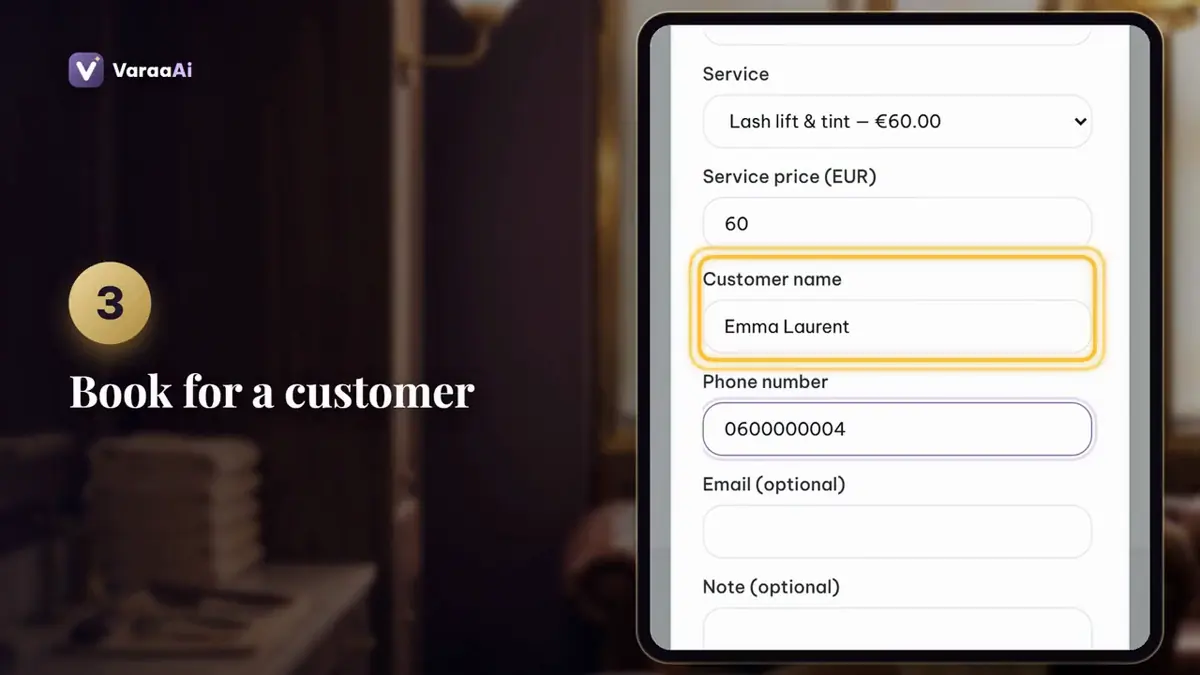 VaraaAi
3
Book for a customer
Service
Lash lift & tint — €60.00
Service price (EUR)
60
Customer name
Emma Laurent
Phone number
0600000004
Email (optional)
Note (optional)